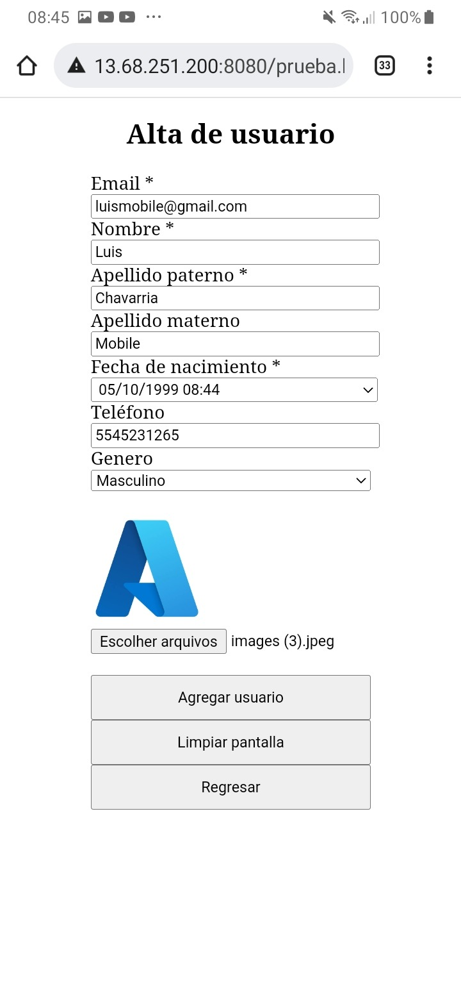 08:45 100%
13.68.251.200:8080/prueba.l 33
Alta de usuario
Email *
luismobile@gmail.com
Nombre *
Luis
Apellido paterno *
Chavarria
Apellido materno
Mobile
Fecha de nacimiento *
05/10/1999 08:44
Teléfono
5545231265
Genero
Masculino
Escolher arquivos images (3).jpeg
Agregar usuario
Limpiar pantalla
Regresar